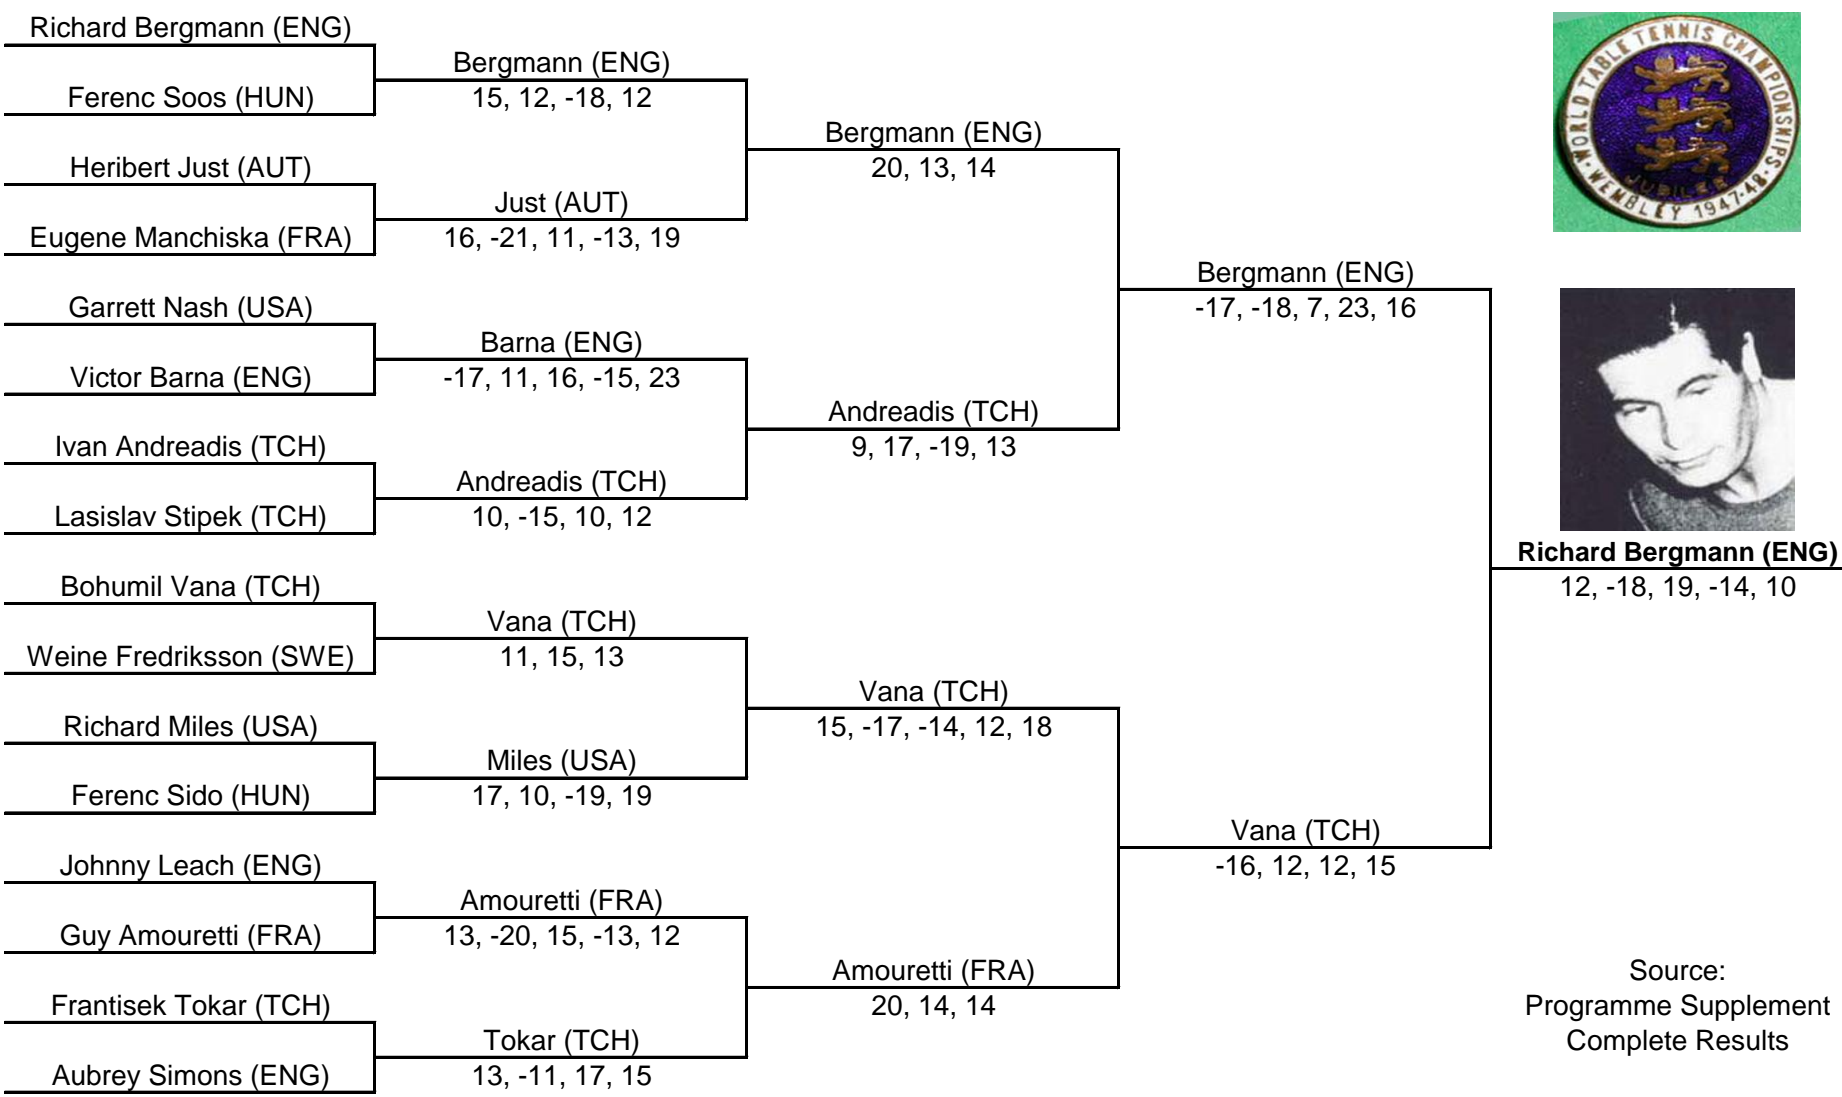 Richard Bergmann (ENG)
Ferenc Soos (HUN)
Heribert Just (AUT)
Eugene Manchiska (FRA)
Garrett Nash (USA)
Victor Barna (ENG)
Ivan Andreadis (TCH)
Lasislav Stipek (TCH)
Bohumil Vana (TCH)
Weine Fredriksson (SWE)
Richard Miles (USA)
Ferenc Sido (HUN)
Johnny Leach (ENG)
Guy Amouretti (FRA)
Frantisek Tokar (TCH)
Aubrey Simons (ENG)
Bergmann (ENG)
15, 12, -18, 12
Just (AUT)
16, -21, 11, -13, 19
Barna (ENG)
-17, 11, 16, -15, 23
Andreadis (TCH)
10, -15, 10, 12
Vana (TCH)
11, 15, 13
Miles (USA)
17, 10, -19, 19
Amouretti (FRA)
13, -20, 15, -13, 12
Tokar (TCH)
13, -11, 17, 15
Bergmann (ENG)
20, 13, 14
Andreadis (TCH)
9, 17, -19, 13
Vana (TCH)
15, -17, -14, 12, 18
Amouretti (FRA)
20, 14, 14
Bergmann (ENG)
-17, -18, 7, 23, 16
Vana (TCH)
-16, 12, 12, 15
WORLD TABLE TENNIS CHAMPIONSHIPS
JUBILEE
WEMBLEY 1947-48
Richard Bergmann (ENG)
12, -18, 19, -14, 10
Source:
Programme Supplement
Complete Results